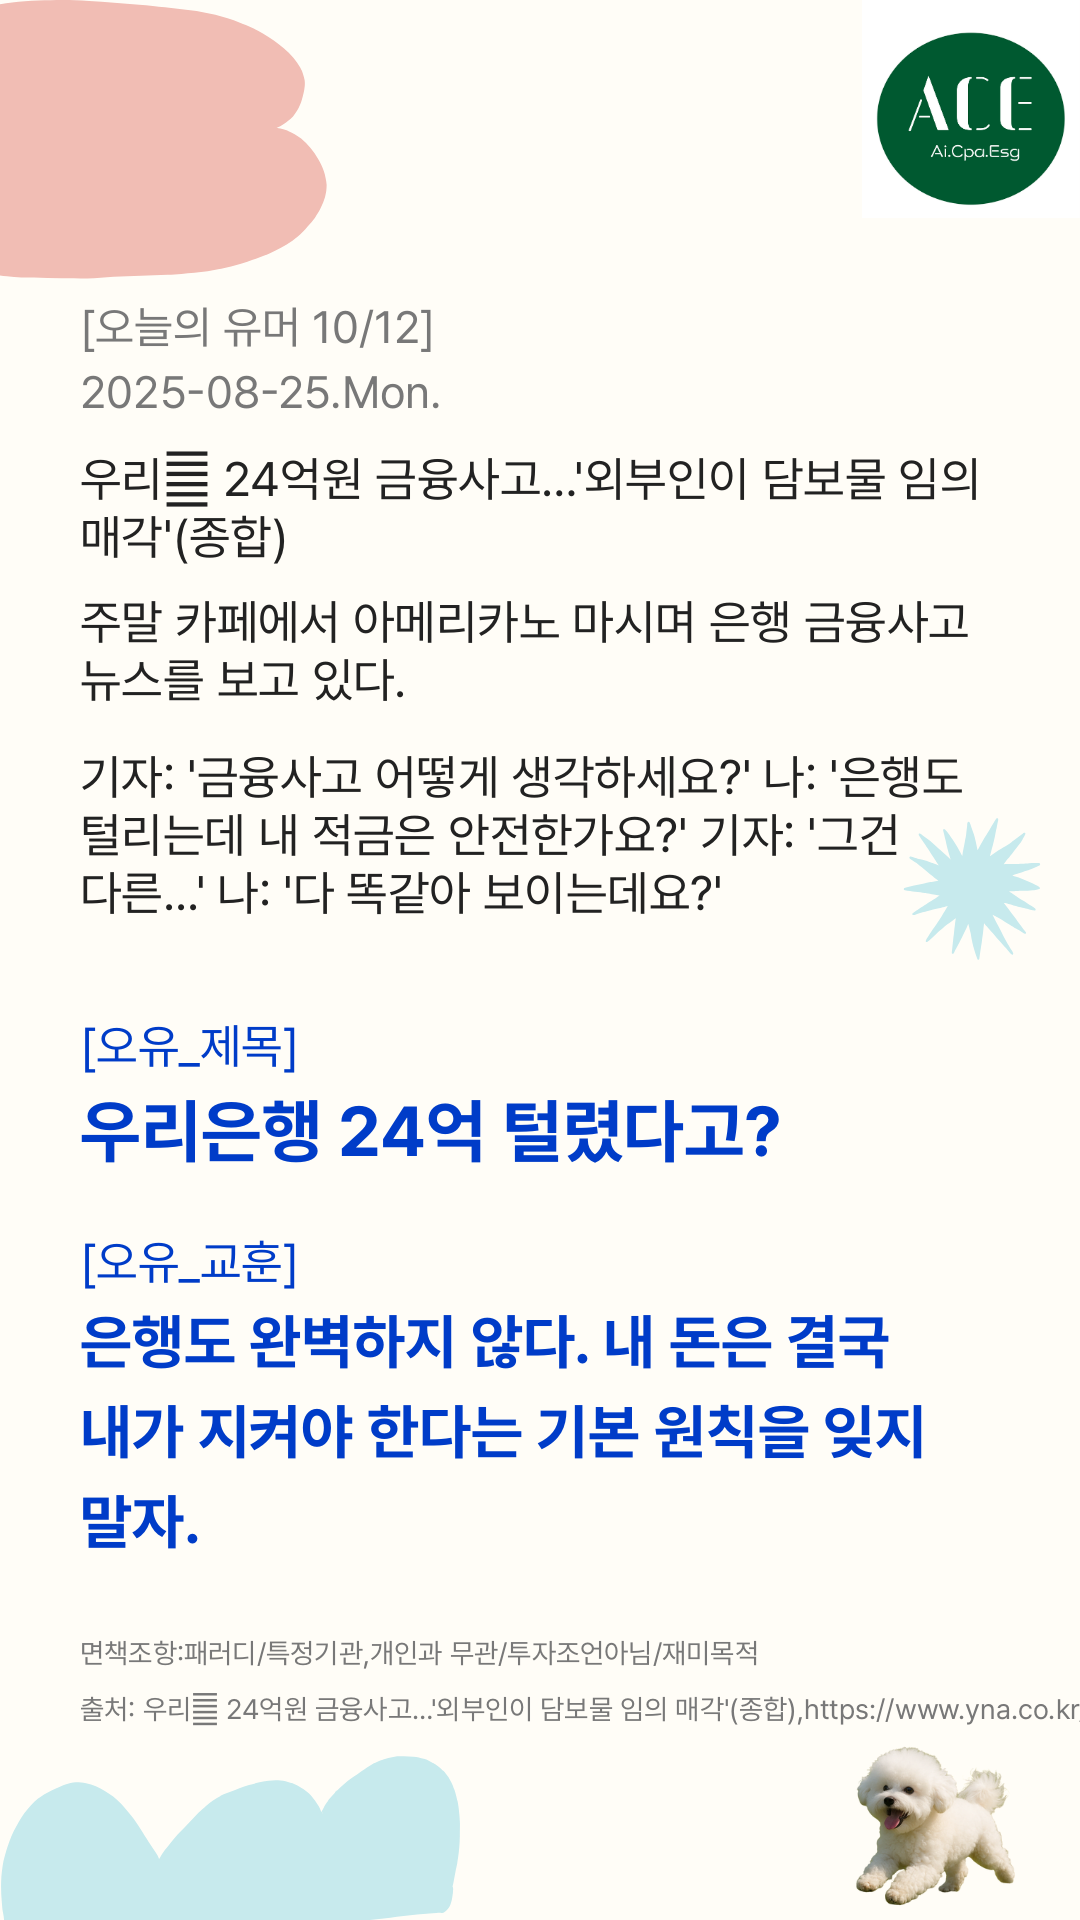 ACE
Ai.Cpa.Esg
[오늘의 유머 10/12]
2025-08-25.Mon.
우리䷀ 24억원 금융사고...'외부인이 담보물 임의
매각'(종합)
주말 카페에서 아메리카노 마시며 은행 금융사고
뉴스를 보고 있다.
기자: '금융사고 어떻게 생각하세요?' 나: '은행도
털리는데 내 적금은 안전한가요?' 기자: '그건
다른...' 나: '다 똑같아 보이는데요?'
[오유_제목]
우리은행 24억 털렸다고?
[오유_교훈]
은행도 완벽하지 않다. 내 돈은 결국
내가 지켜야 한다는 기본 원칙을 잊지
말자.
면책조항:패러디/특정기관,개인과 무관/투자조언아님/재미목적
출처: 우리䷀ 24억원 금융사고...'외부인이 담보물 임의 매각'(종합),https://www.yna.co.kr